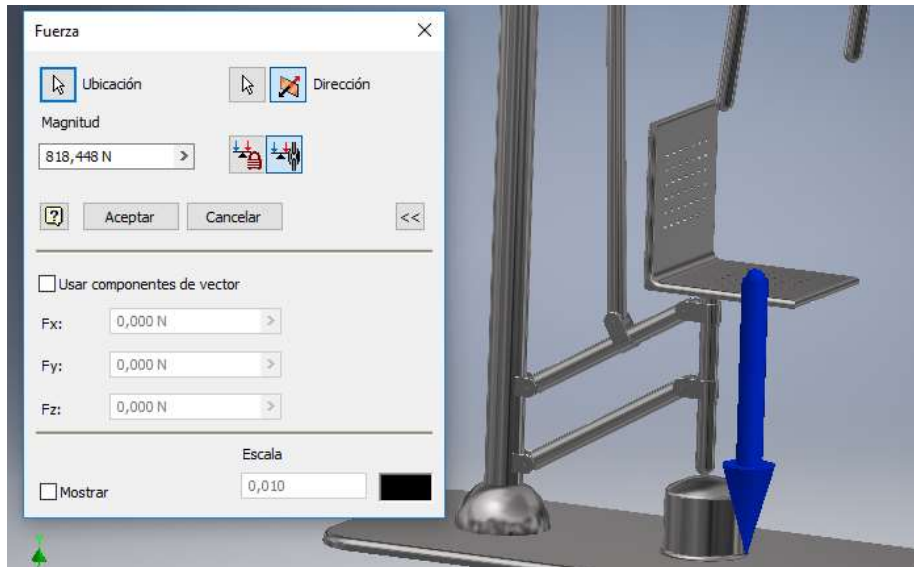 Fuerza
Ubicación
Dirección
Magnitud
818,448 N
Aceptar
Cancelar
<<
Usar componentes de vector
Fx: 0,000 N
Fy: 0,000 N
Fz: 0,000 N
Escala
Mostrar
0,010